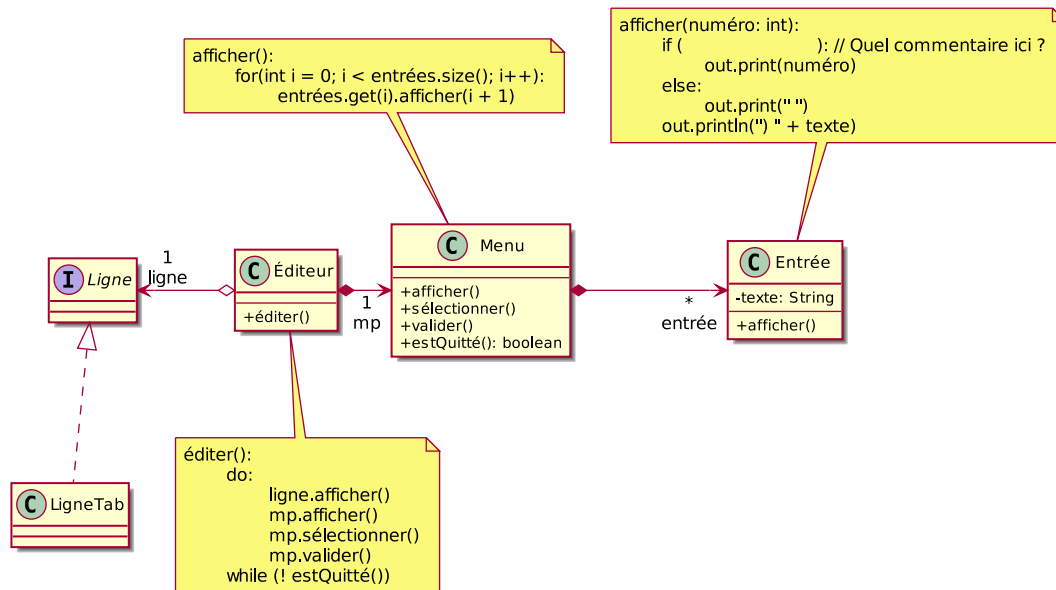 afficher(numéro: int):
if (                    ): // Quel commentaire ici ?
out.print(numéro)
else:
out.print(" ")
out.println(") " + texte)
afficher():
for(int i = 0; i < entrées.size(); i++):
entrées.get(i).afficher(i + 1)
I Ligne
1
ligne
C Éditeur
+éditer()
1
mp
C Menu
+afficher()
+sélectionner()
+valider()
+estQuitté(): boolean
*
entrée
C Entrée
-texte: String
+afficher()
C LigneTab
éditer():
do:
ligne.afficher()
mp.afficher()
mp.sélectionner()
mp.valider()
while (! estQuitté())